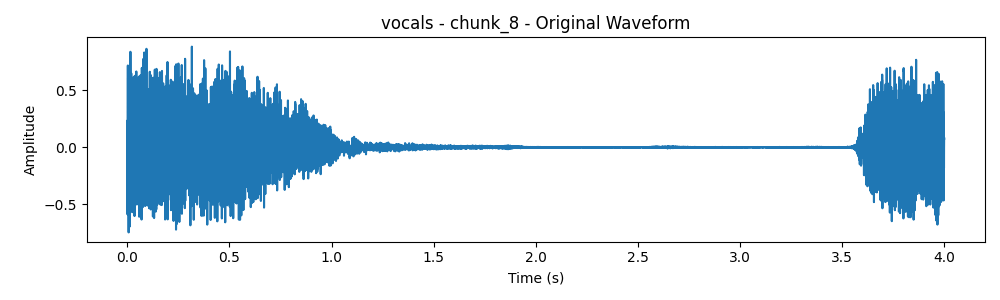 vocals - chunk_8 - Original Waveform
Amplitude
0.5
0.0
−0.5
0.0 0.5 1.0 1.5 2.0 2.5 3.0 3.5 4.0
Time (s)